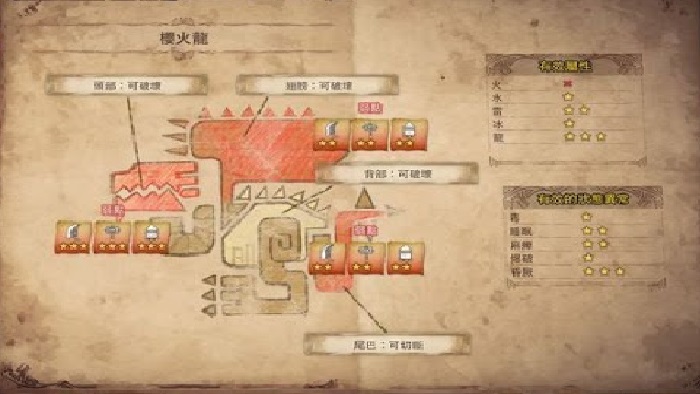 櫻火龍
頭部：可破壞
翅膀：可破壞
弱點
背部：可破壞
弱點
弱點
尾巴：可切斷
有效屬性
火
水
雷
冰
龍
有效的狀態異常
毒
睡眠
麻痺
爆破
昏厥